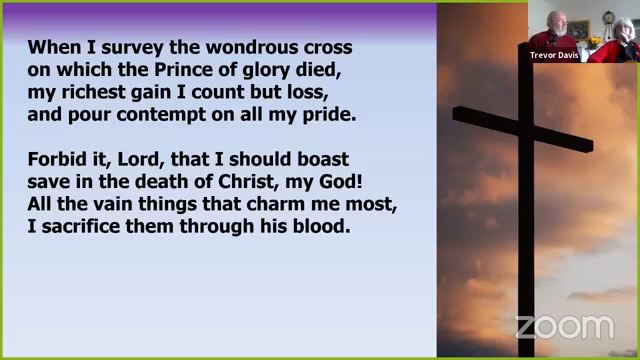 When I survey the wondrous cross
on which the Prince of glory died,
my richest gain I count but loss,
and pour contempt on all my pride.
Forbid it, Lord, that I should boast
save in the death of Christ, my God!
All the vain things that charm me most,
I sacrifice them through his blood.
Trevor Davis
zoom